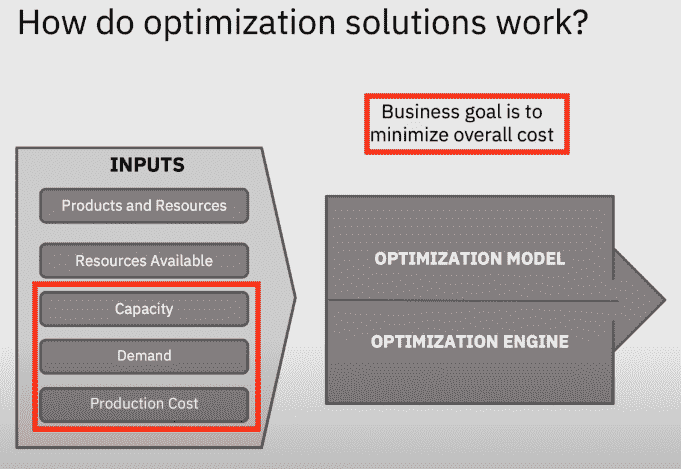 How do optimization solutions work?
Business goal is to
minimize overall cost
INPUTS
Products and Resources
Resources Available
Capacity
Demand
Production Cost
OPTIMIZATION MODEL
OPTIMIZATION ENGINE